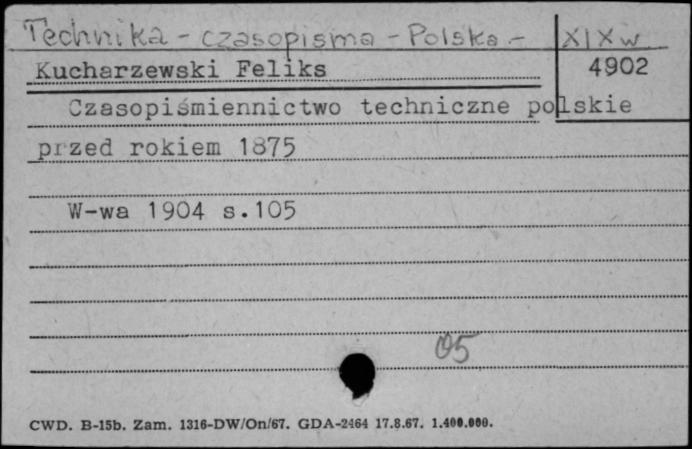 Technika - czasopisma - Polska - XIX w
Kucharzewski Feliks 4902
Czasopiśmiennictwo techniczne polskie
przed rokiem 1875
W-wa 1904 s.105
05
CWD. B-15b. Zam. 1316-DW/On/67. GDA-2464 17.8.67. 1.400.000.